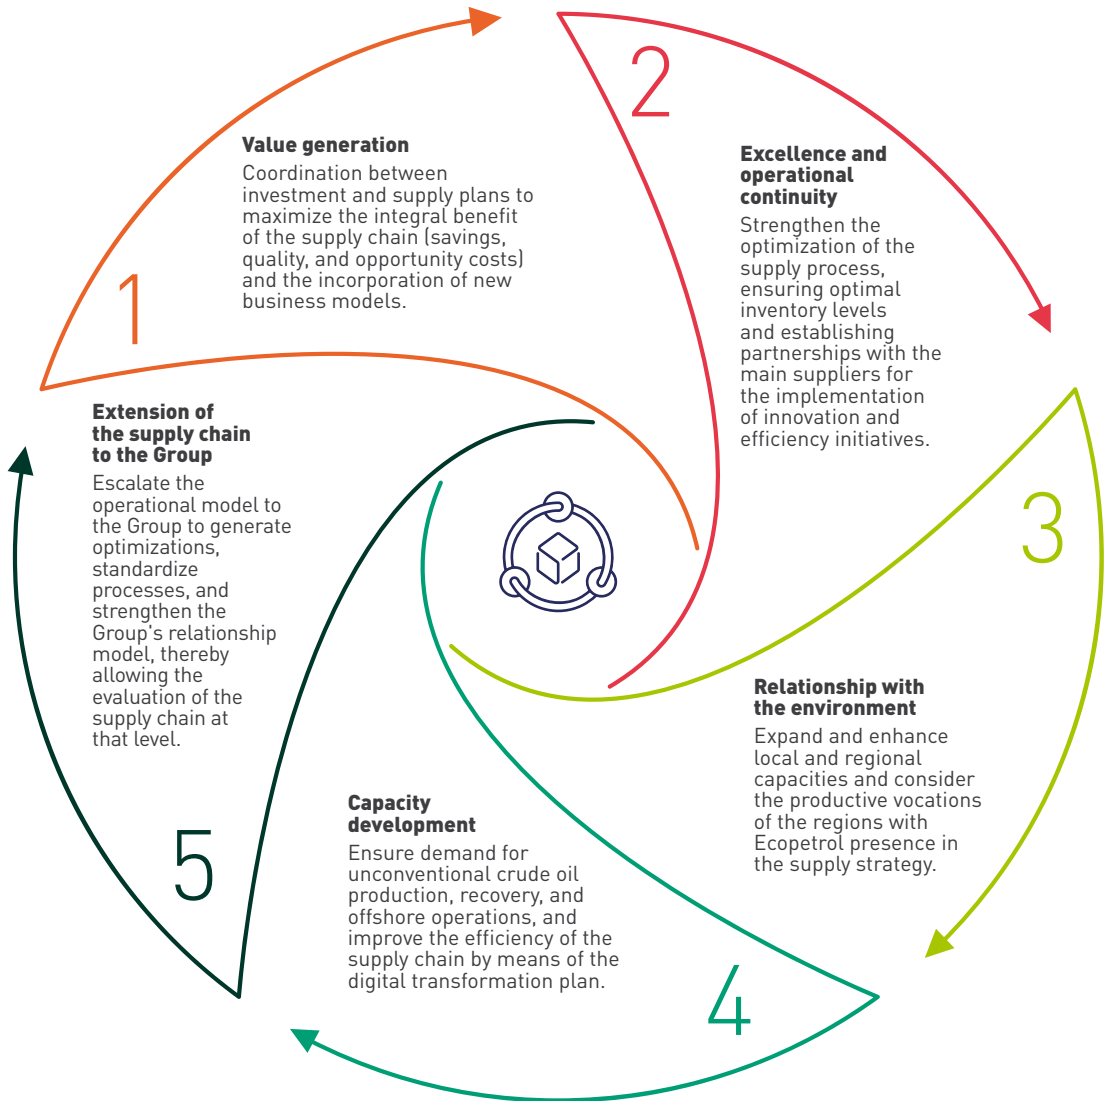 1
Value generation
Coordination between
investment and supply plans to
maximize the integral benefit
of the supply chain (savings,
quality, and opportunity costs)
and the incorporation of new
business models.
2
Excellence and
operational
continuity
Strengthen the
optimization of the
supply process,
ensuring optimal
inventory levels
and establishing
partnerships with the
main suppliers for
the implementation
of innovation and
efficiency initiatives.
3
Relationship with
the environment
Expand and enhance
local and regional
capacities and consider
the productive vocations
of the regions with
Ecopetrol presence in
the supply strategy.
4
Capacity
development
Ensure demand for
unconventional crude oil
production, recovery, and
offshore operations, and
improve the efficiency of the
supply chain by means of the
digital transformation plan.
5
Extension of
the supply chain
to the Group
Escalate the
operational model to
the Group to generate
optimizations,
standardize
processes, and
strengthen the
Group's relationship
model, thereby
allowing the
evaluation of the
supply chain at
that level.